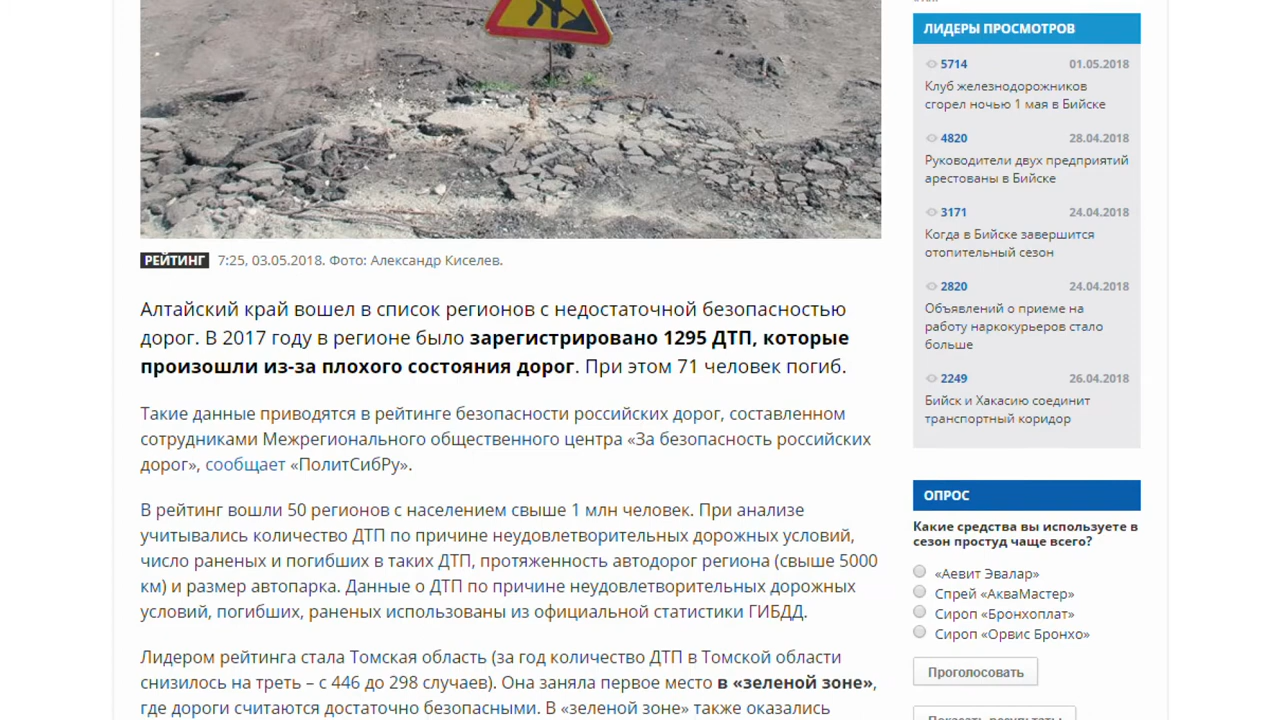 РЕЙТИНГ 7:25, 03.05.2018. Фото: Александр Киселев.
Алтайский край вошел в список регионов с недостаточной безопасностью
дорог. В 2017 году в регионе было зарегистрировано 1295 ДТП, которые
произошли из-за плохого состояния дорог. При этом 71 человек погиб.
Такие данные приводятся в рейтинге безопасности российских дорог, составленном
сотрудниками Межрегионального общественного центра «За безопасность российских
дорог», сообщает «ПолитСибРу».
В рейтинг вошли 50 регионов с населением свыше 1 млн человек. При анализе
учитывались количество ДТП по причине неудовлетворительных дорожных условий,
число раненых и погибших в таких ДТП, протяженность автодорог региона (свыше 5000
км) и размер автопарка. Данные о ДТП по причине неудовлетворительных дорожных
условий, погибших, раненых использованы из официальной статистики ГИБДД.
Лидером рейтинга стала Томская область (за год количество ДТП в Томской области
снизилось на треть – с 446 до 298 случаев). Она заняла первое место в «зеленой зоне»,
где дороги считаются достаточно безопасными. В «зеленой зоне» также оказались
ЛИДЕРЫ ПРОСМОТРОВ
5714 01.05.2018
Клуб железнодорожников
сгорел ночью 1 мая в Бийске
4820 28.04.2018
Руководители двух предприятий
арестованы в Бийске
3171 24.04.2018
Когда в Бийске завершится
отопительный сезон
2820 24.04.2018
Объявлений о приеме на
работу наркокурьеров стало
больше
2249 26.04.2018
Бийск и Хакасию соединит
транспортный коридор
ОПРОС
Какие средства вы используете в
сезон простуд чаще всего?
«Аевит Эвалар»
Спрей «АкваМастер»
Сироп «Бронхоплат»
Сироп «Орвис Бронхо»
Проголосовать
Показать результаты